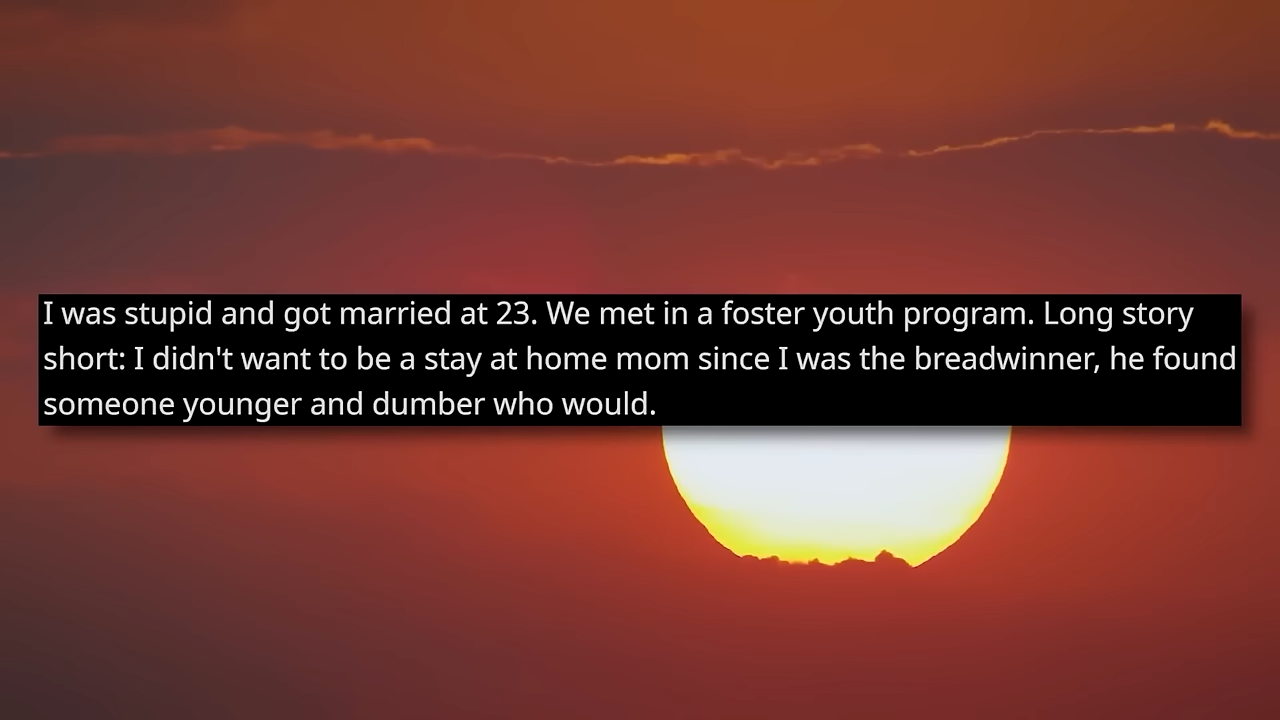 I was stupid and got married at 23. We met in a foster youth program. Long story
short: I didn't want to be a stay at home mom since I was the breadwinner, he found
someone younger and dumber who would.